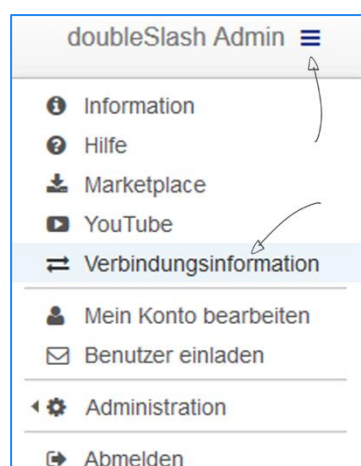 doubleSlash Admin
Information
Hilfe
Marketplace
YouTube
Verbindungsinformation
Mein Konto bearbeiten
Benutzer einladen
Administration
Abmelden